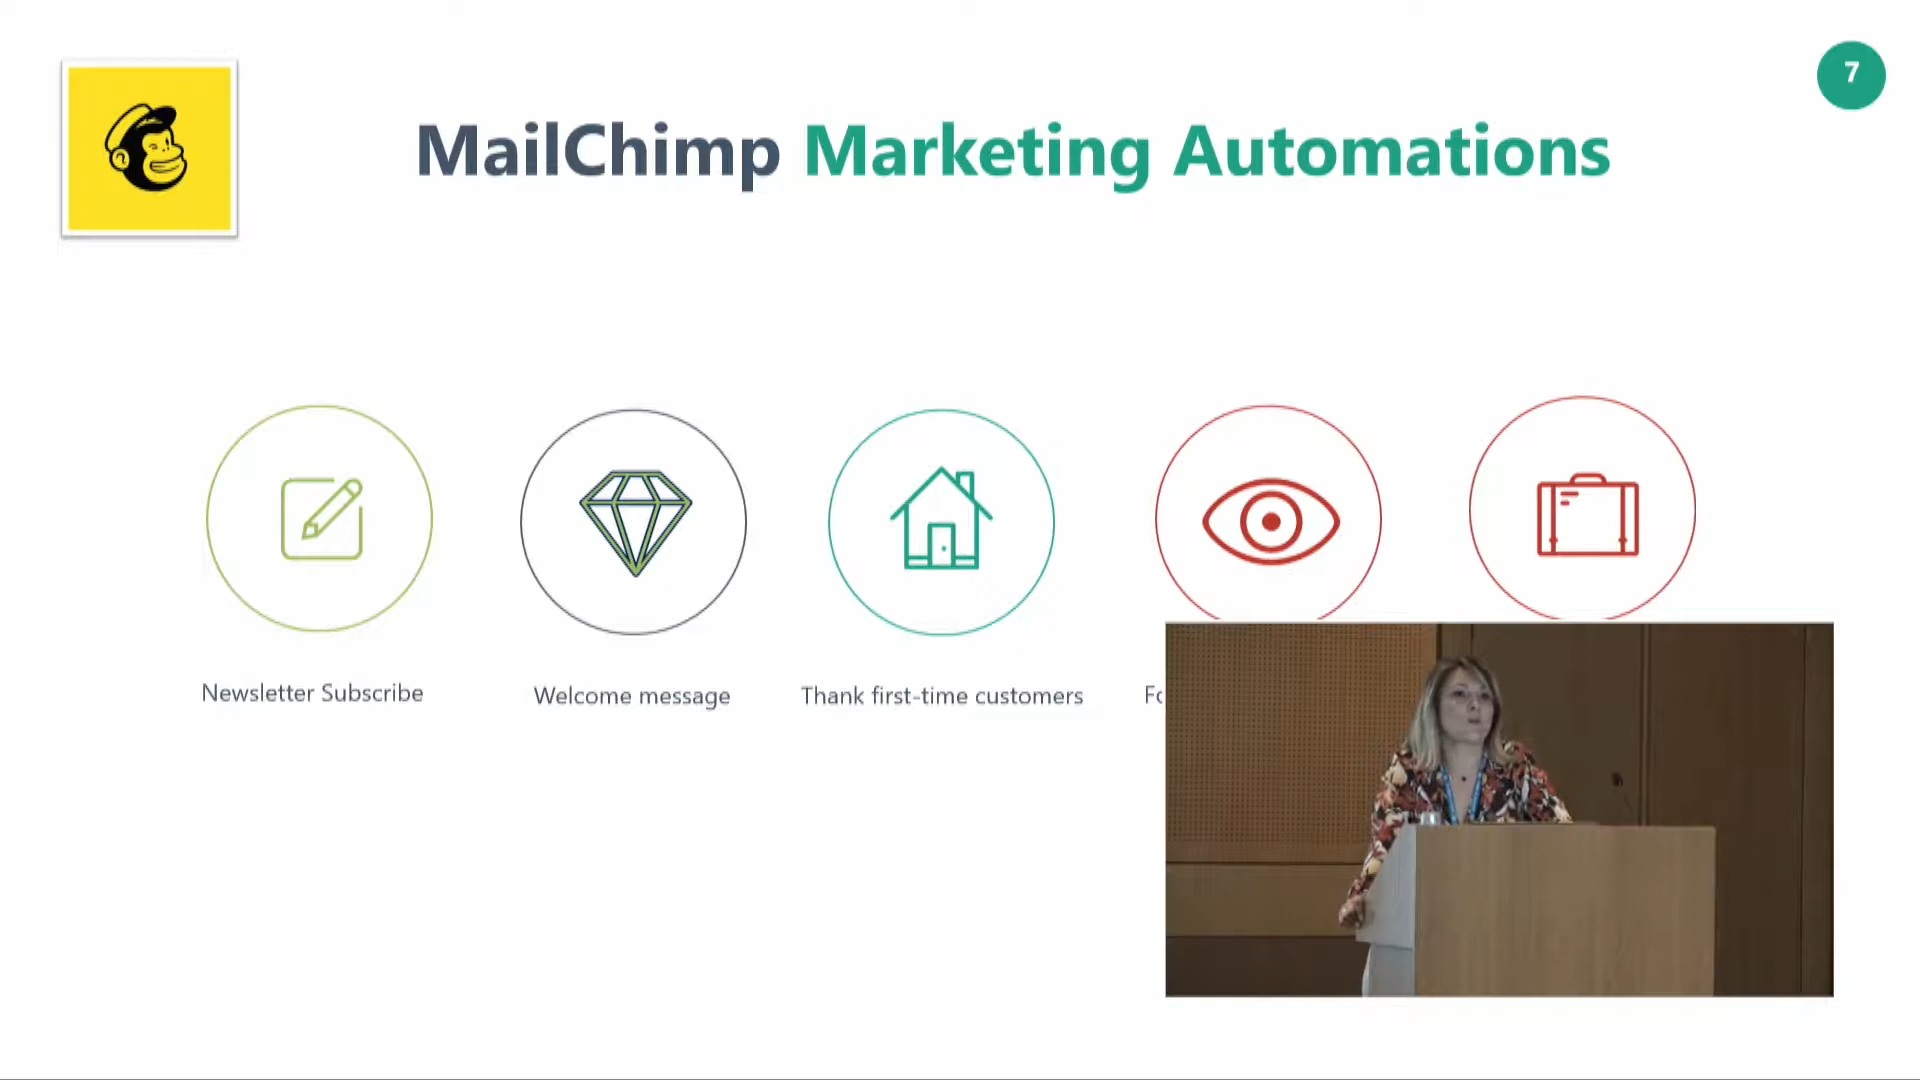 7
MailChimp Marketing Automations
Newsletter Subscribe
Welcome message
Thank first-time customers